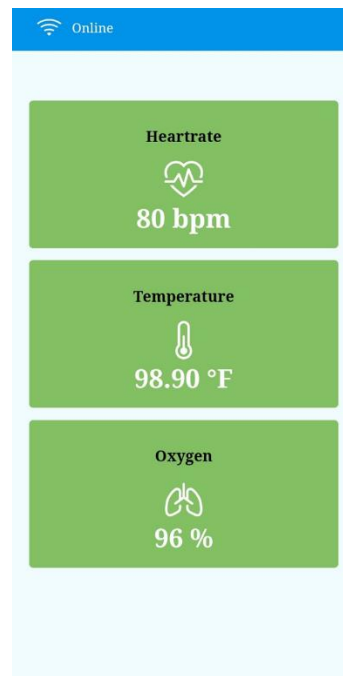 Online
Heartrate
80 bpm
Temperature
98.90 °F
Oxygen
96 %